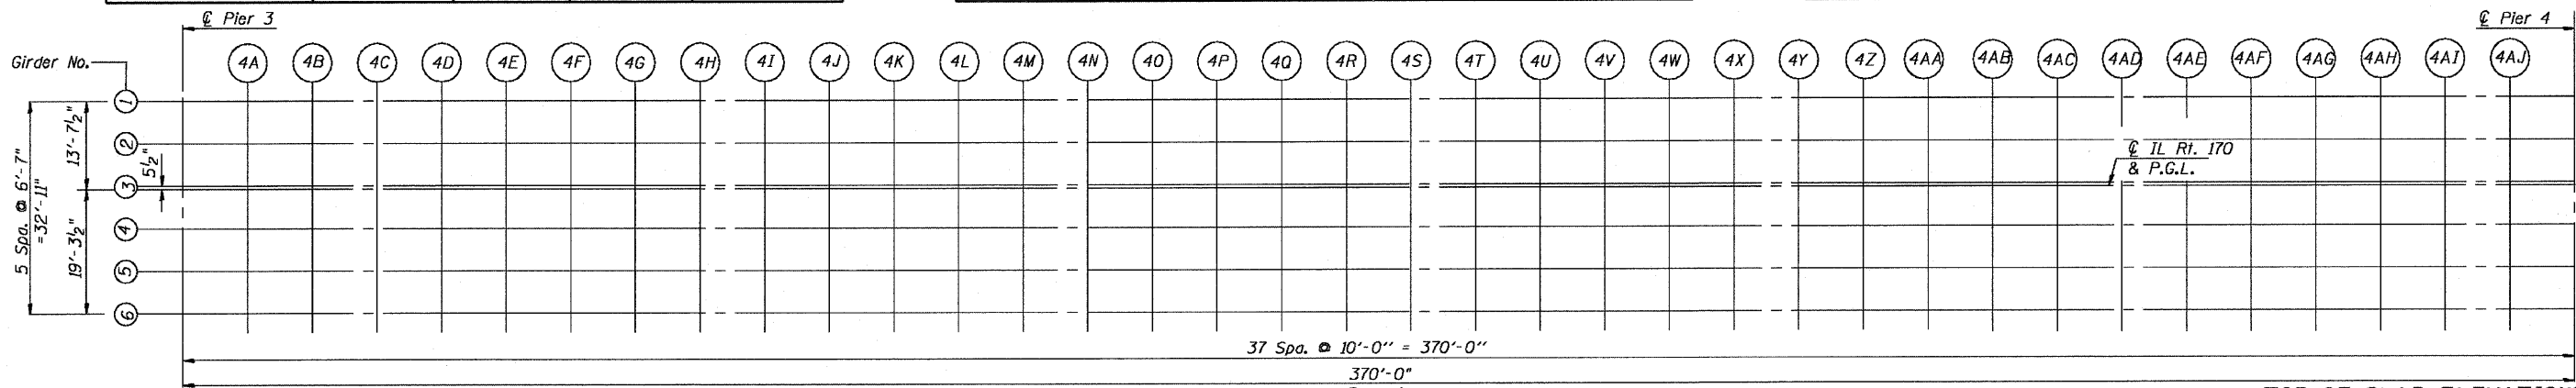 ℄ Pier 3
℄ Pier 4
Girder No.
4A 4B 4C 4D 4E 4F 4G 4H 4I 4J 4K 4L 4M 4N 4O 4P 4Q 4R 4S 4T 4U 4V 4W 4X 4Y 4Z 4AA 4AB 4AC 4AD 4AE 4AF 4AG 4AH 4AI 4AJ
1
2
3
4
5
6
5 Spa. @ 6'-7"
=32'-11"
13'-7½"
19'-3½"
5½"
℄ IL Rt. 170
& P.G.L.
37 Spa. @ 10'-0'' = 370'-0''
370'-0"